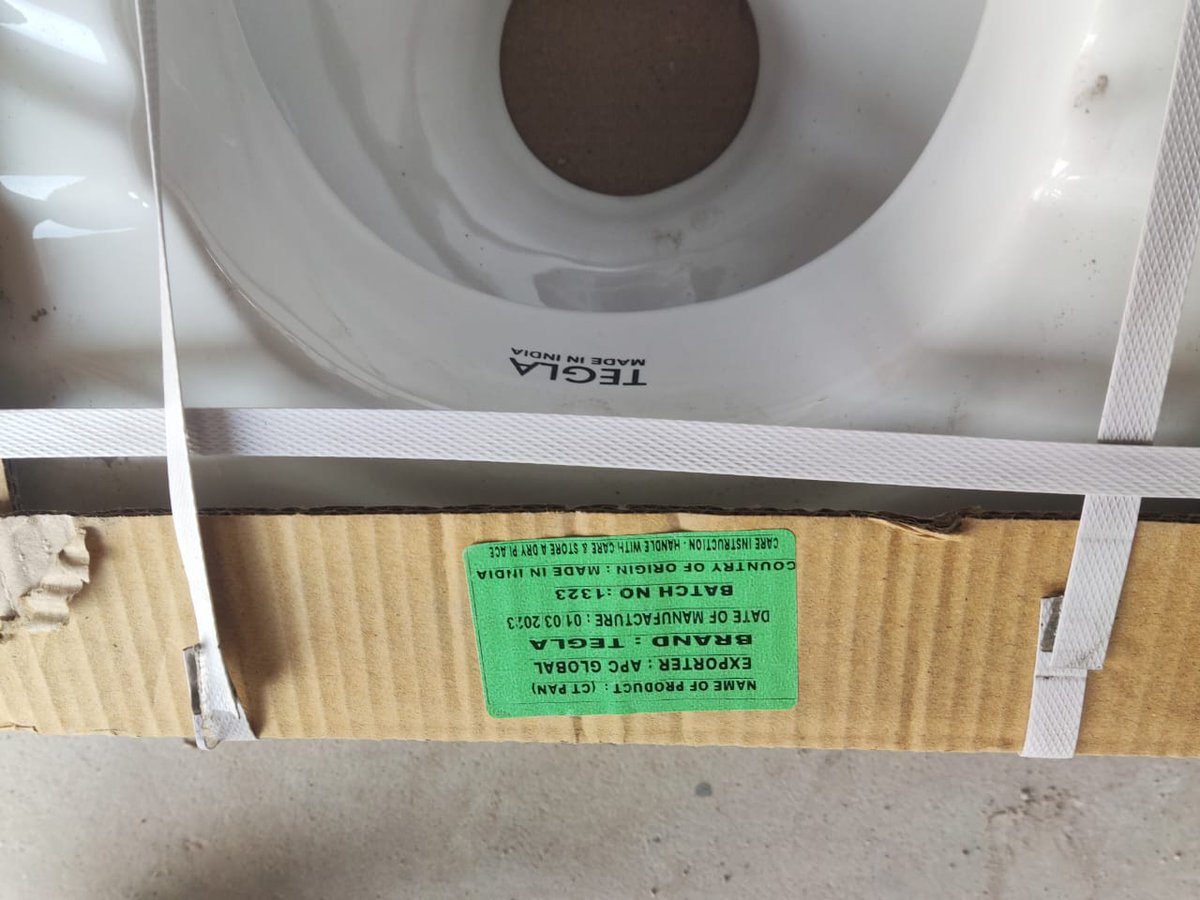 NAME OF PRODUCT : (CT PAN)
EXPORTER : APC GLOBAL
BRAND : TEGLA
DATE OF MANUFACTURE : 01 03 2023
BATCH NO : 1323
COUNTRY OF ORIGIN : MADE IN INDIA
CARE INSTRUCTION - HANDLE WITH CARE & STORE A DRY PLACE
TEGLA
MADE IN INDIA